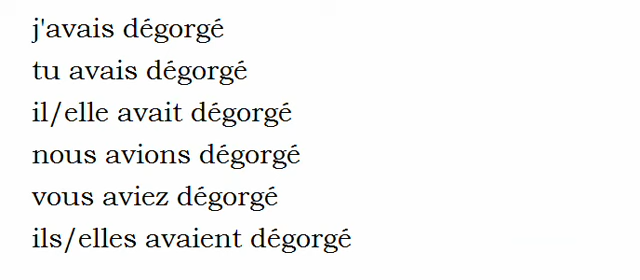 j'avais dégorgé
tu avais dégorgé
il/elle avait dégorgé
nous avions dégorgé
vous aviez dégorgé
ils/elles avaient dégorgé